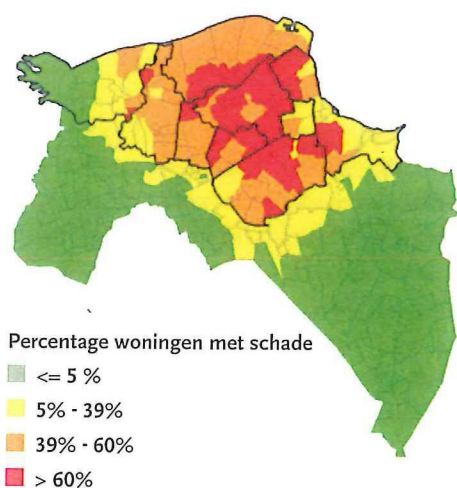 Percentage woningen met schade
<= 5 %
5% - 39%
39% - 60%
> 60%